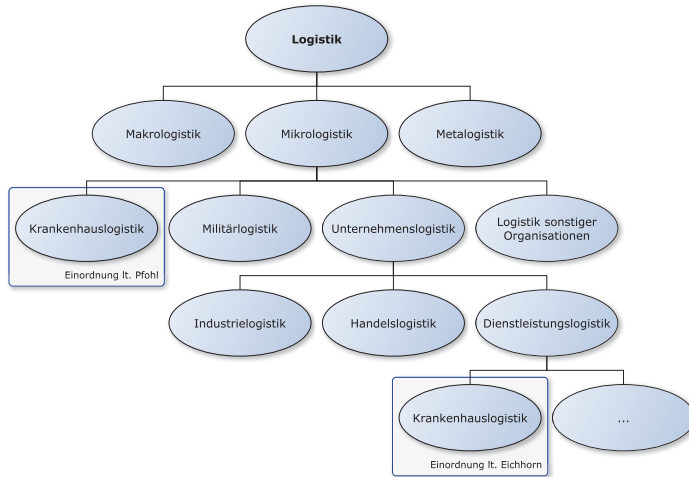 Logistik
Makrologistik
Mikrologistik
Metalogistik
Krankenhauslogistik
Militärlogistik
Unternehmenslogistik
Logistik sonstiger
Organisationen
Einordnung lt. Pfohl
Industrielogistik
Handelslogistik
Dienstleistungslogistik
Krankenhauslogistik
...
Einordnung lt. Eichhorn